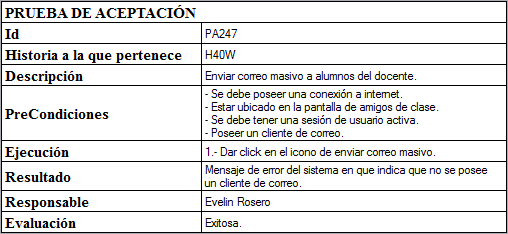 PRUEBA DE ACEPTACIÓN
Id PA247
Historia a la que pertenece H40W
Descripción Enviar correo masivo a alumnos del docente.
PreCondiciones - Se debe poseer una conexión a internet.
- Estar ubicado en la pantalla de amigos de clase.
- Se debe tener una sesión de usuario activa.
- Poseer un cliente de correo.
Ejecución 1.- Dar click en el icono de enviar correo masivo.
Resultado Mensaje de error del sistema en que indica que no se posee
un cliente de correo.
Responsable Evelin Rosero
Evaluación Exitosa.